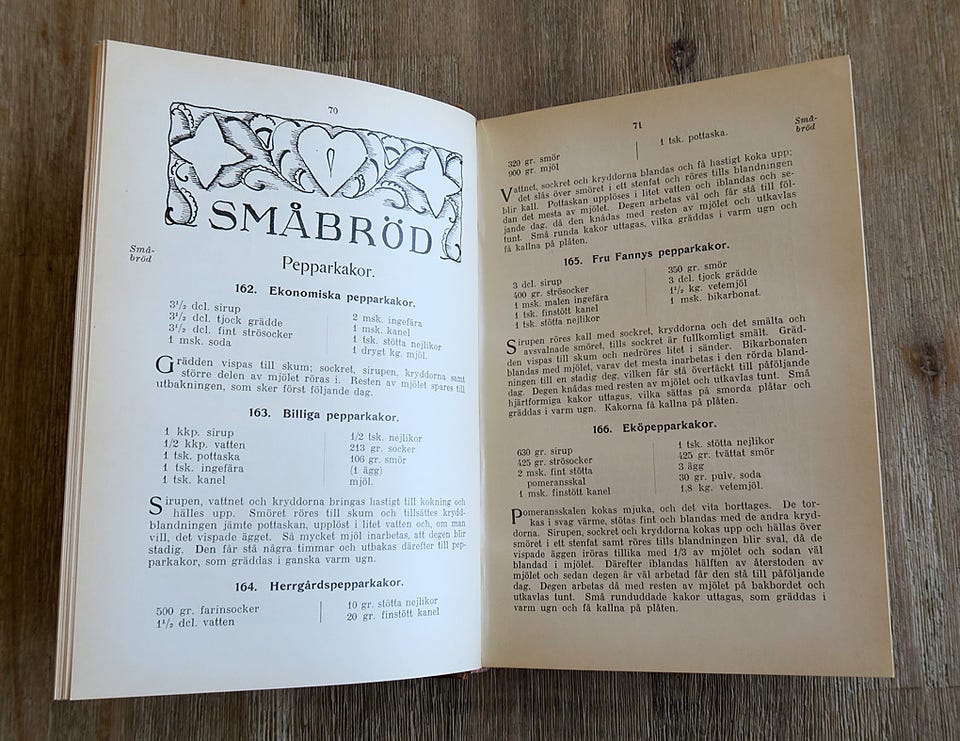 70
SMÅBRÖD
Små-
bröd
Pepparkakor.
162. Ekonomiska pepparkakor.
3½ dcl. sirup
3½ dcl. tjock grädde
3½ dcl. fint strösocker
1 msk. soda
2 msk. ingefära
1 msk. kanel
1 tsk. stötta nejlikor
1 drygt kg. mjöl.
Grädden vispas till skum; sockret, sirupen, kryddorna samt
större delen av mjölet röras i. Resten av mjölet spares till
utbakningen, som sker först följande dag.
163. Billiga pepparkakor.
1 kkp. sirup
1/2 kkp. vatten
1 tsk. pottaska
1 tsk. ingefära
1 tsk. kanel
1/2 tsk. nejlikor
213 gr. socker
106 gr. smör
(1 ägg)
mjöl.
Sirupen, vattnet och kryddorna bringas hastigt till kokning och
hälles upp. Smöret röres till skum och tillsättes krydd-
blandningen jämte pottaskan, upplöst i litet vatten och, om man
vill, det vispade ägget. Så mycket mjöl inarbetas, att degen blir
stadig. Den får stå några timmar och utbakas därefter till pep-
parkakor, som gräddas i ganska varm ugn.
164. Herrgårdspepparkakor.
500 gr. farinsocker
1½ dcl. vatten
10 gr. stötta nejlikor
20 gr. finstött kanel
71
Små-
bröd
320 gr. smör
900 gr. mjöl
1 tsk. pottaska.
Vattnet, sockret och kryddorna blandas och få hastigt koka upp;
det slås över smöret i ett stenfat och röres tills blandningen
blir kall. Pottaskan upplöses i litet vatten och iblandas och se-
dan det mesta av mjölet. Degen arbetas väl och får stå till föl-
jande dag, då den knådas med resten av mjölet och utkavlas
tunt. Små runda kakor uttagas, vilka gräddas i varm ugn och
få kallna på plåten.
165. Fru Fannys pepparkakor.
3 dcl. sirup
400 gr. strösocker
1 msk. malen ingefära
1 tsk. finstött kanel
1 tsk. stötta nejlikor
350 gr. smör
3 dcl. tjock grädde
1½ kg. vetemjöl
1 msk. bikarbonat.
Sirupen röres kall med sockret, kryddorna och det smälta och
avsvalnade smöret, tills sockret är fullkomligt smält. Gräd-
den vispas till skum och nedröres litet i sänder. Bikarbonaten
blandas med mjölet, varav det mesta inarbetas i den rörda bland-
ningen till en stadig deg, vilken får stå övertäckt till påföljande
dag. Degen knådas med resten av mjölet och utkavlas tunt. Små
hjärtformiga kakor uttagas, vilka sättas på smorda plåtar och
gräddas i varm ugn. Kakorna få kallna på plåten.
166. Eköpepparkakor.
630 gr. sirup
425 gr. strösocker
2 msk. fint stötta
pomeransskal
1 msk. finstött kanel
1 tsk. stötta nejlikor
425 gr. tvättat smör
3 ägg
30 gr. pulv. soda
1,8 kg. vetemjöl.
Pomeransskalen kokas mjuka, och det vita borttages. De tor-
kas i svag värme, stötas fint och blandas med de andra kryd-
dorna. Sirupen, sockret och kryddorna kokas upp och hällas över
smöret i ett stenfat samt röres tills blandningen blir sval, då de
vispade äggen iröras tillika med 1/3 av mjölet och sodan väl
blandad i mjölet. Därefter iblandas hälften av återstoden av
mjölet och sedan degen är väl arbetad får den stå till påföljande
dag. Degen arbetas då med resten av mjölet på bakbordet och
utkavlas tunt. Små runduddade kakor uttagas, som gräddas i
varm ugn och få kallna på plåten.